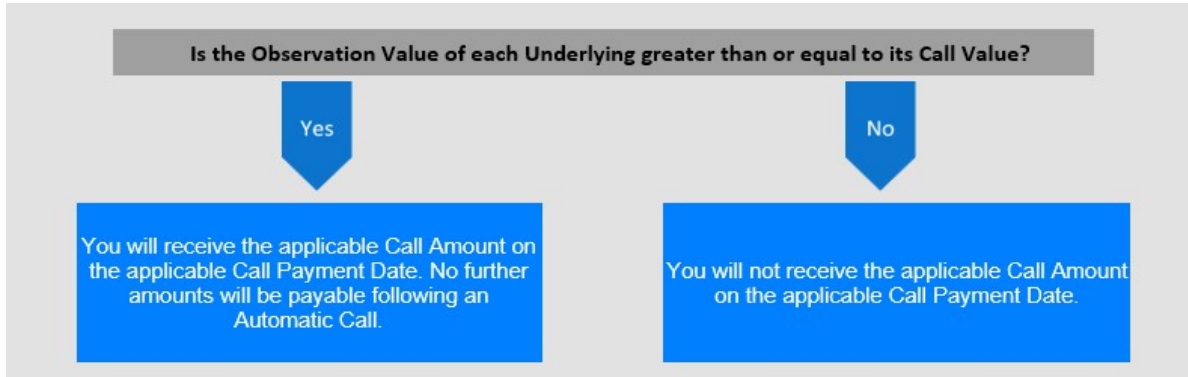 Is the Observation Value of each Underlying greater than or equal to its Call Value?
Yes
No
You will receive the applicable Call Amount on
the applicable Call Payment Date. No further
amounts will be payable following an
Automatic Call.
You will not receive the applicable Call Amount
on the applicable Call Payment Date.